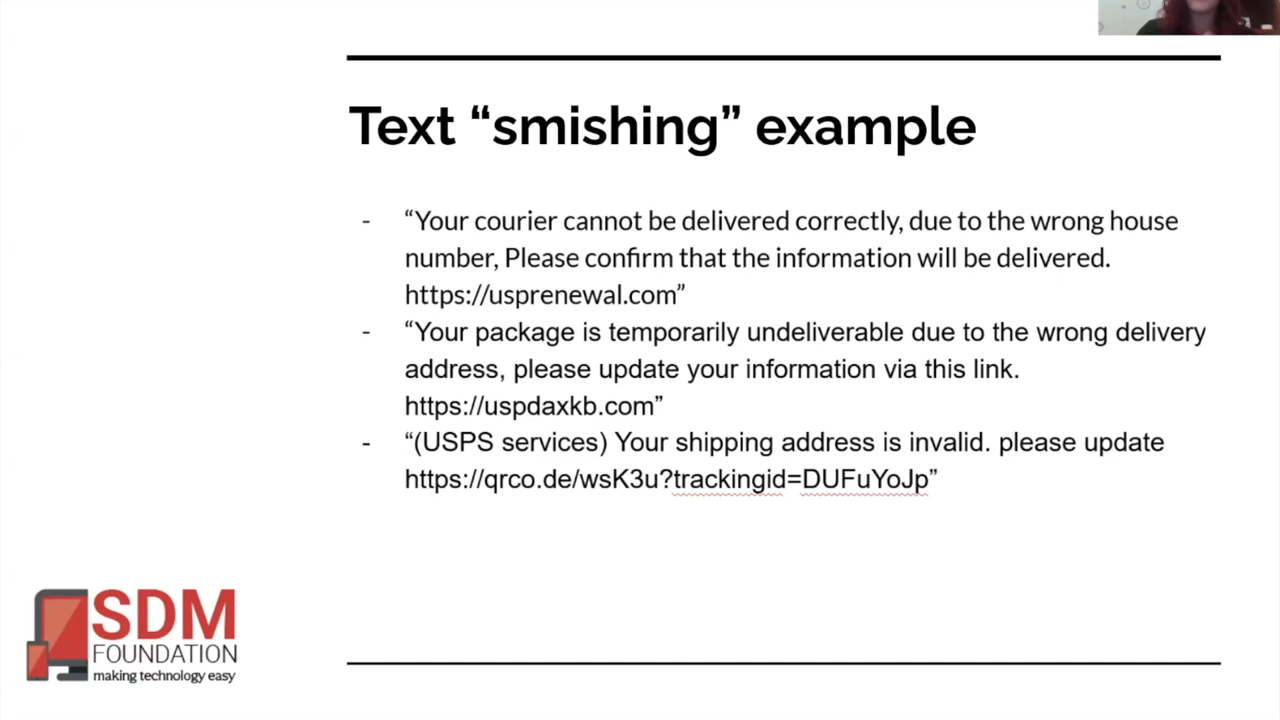 Text “smishing” example
- “Your courier cannot be delivered correctly, due to the wrong house
number, Please confirm that the information will be delivered.
https://usprenewal.com”
- “Your package is temporarily undeliverable due to the wrong delivery
address, please update your information via this link.
https://uspdaxkb.com”
- “(USPS services) Your shipping address is invalid. please update
https://qrco.de/wsK3u?trackingid=DUFuYoJp”
SDM
FOUNDATION
making technology easy